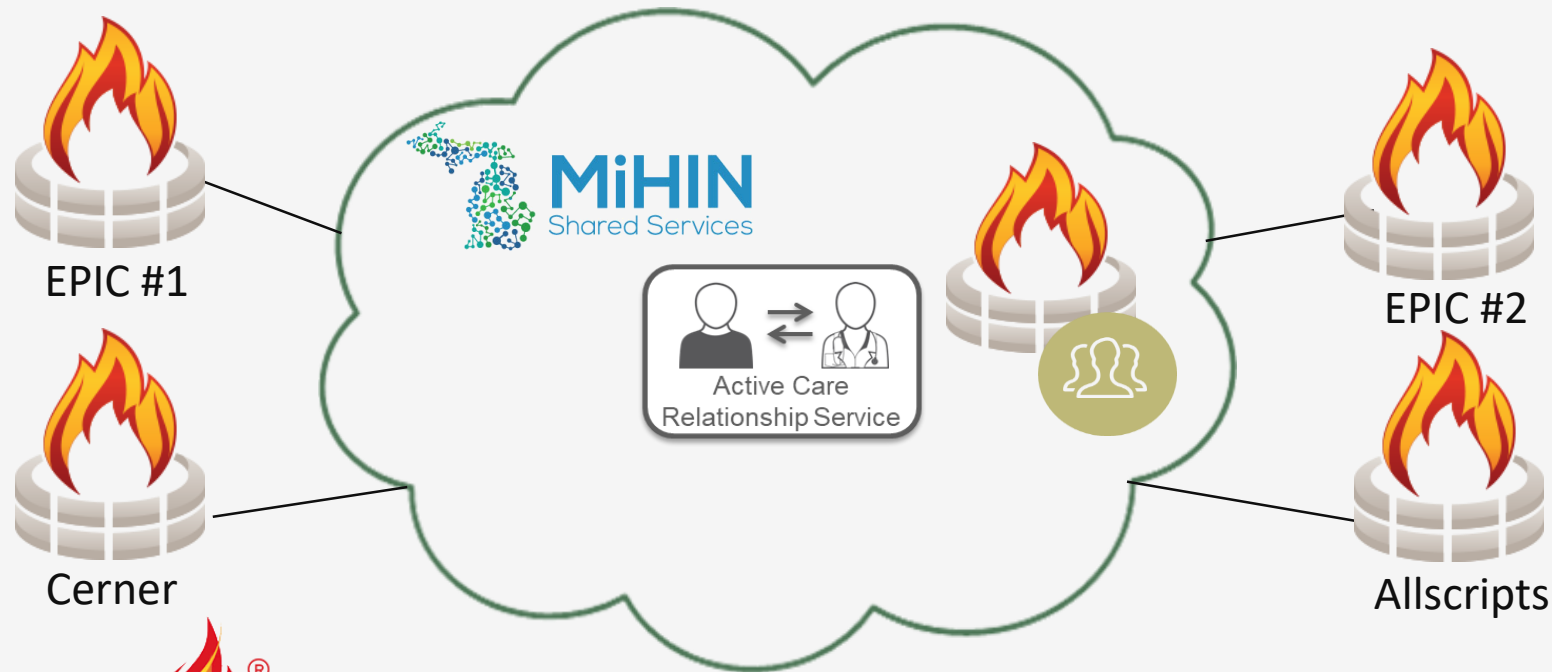 MiHIN
Shared Services
EPIC #1
EPIC #2
Active Care
Relationship Service
Cerner
Allscripts
®